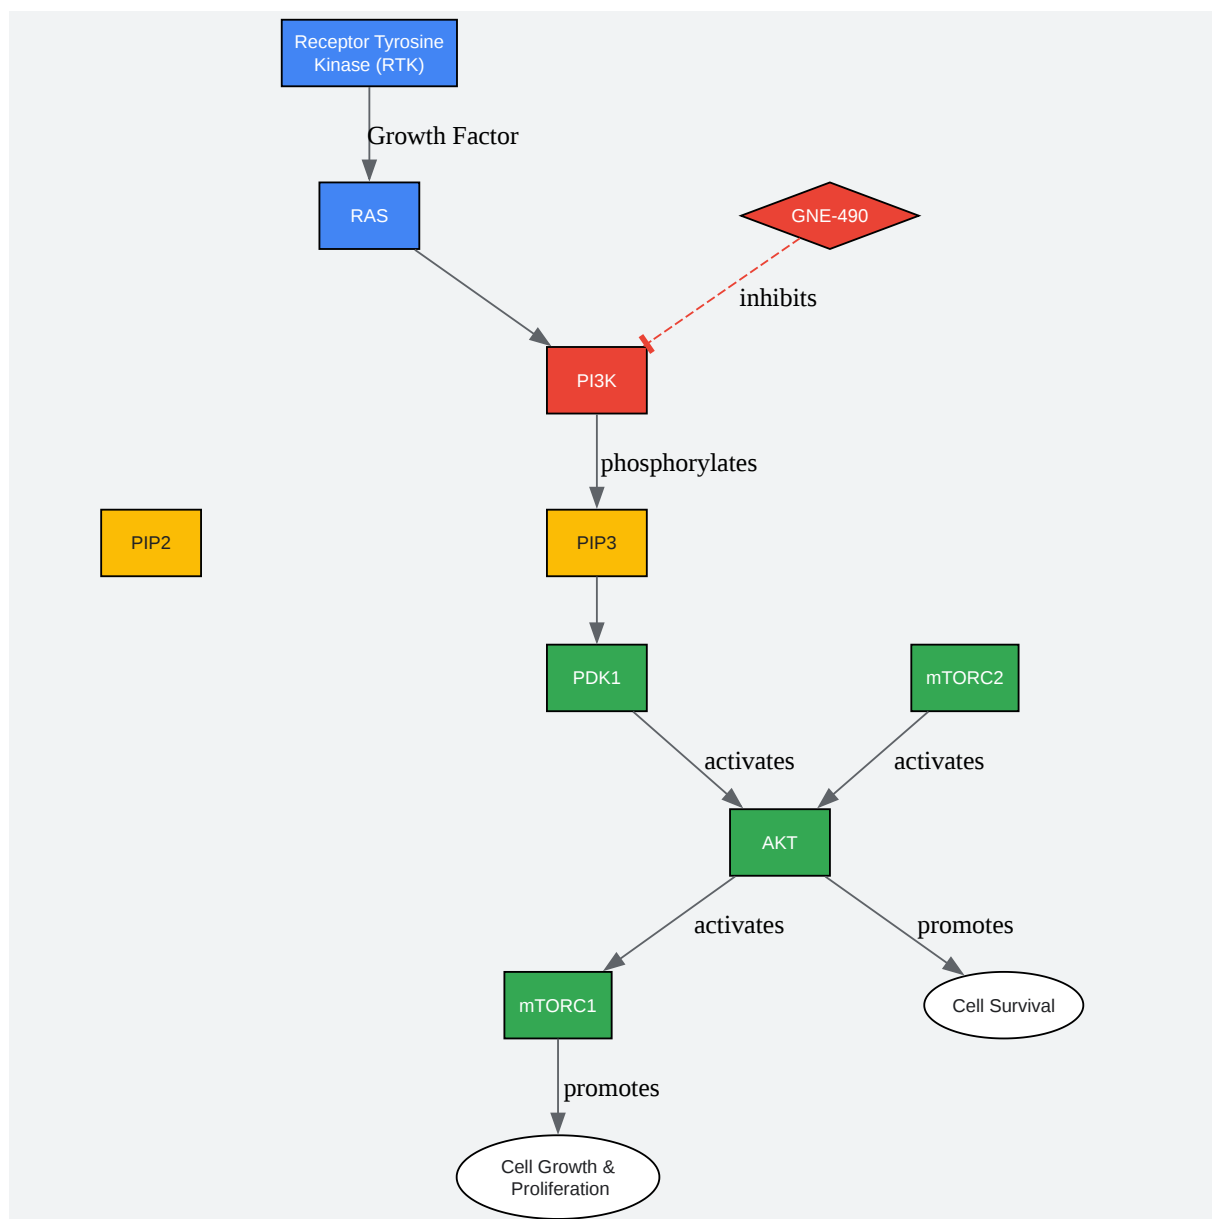 Receptor Tyrosine
Kinase (RTK)
Growth Factor
RAS
GNE-490
inhibits
PI3K
phosphorylates
PIP2
PIP3
PDK1
mTORC2
activates
activates
AKT
activates
promotes
mTORC1
Cell Survival
promotes
Cell Growth &
Proliferation